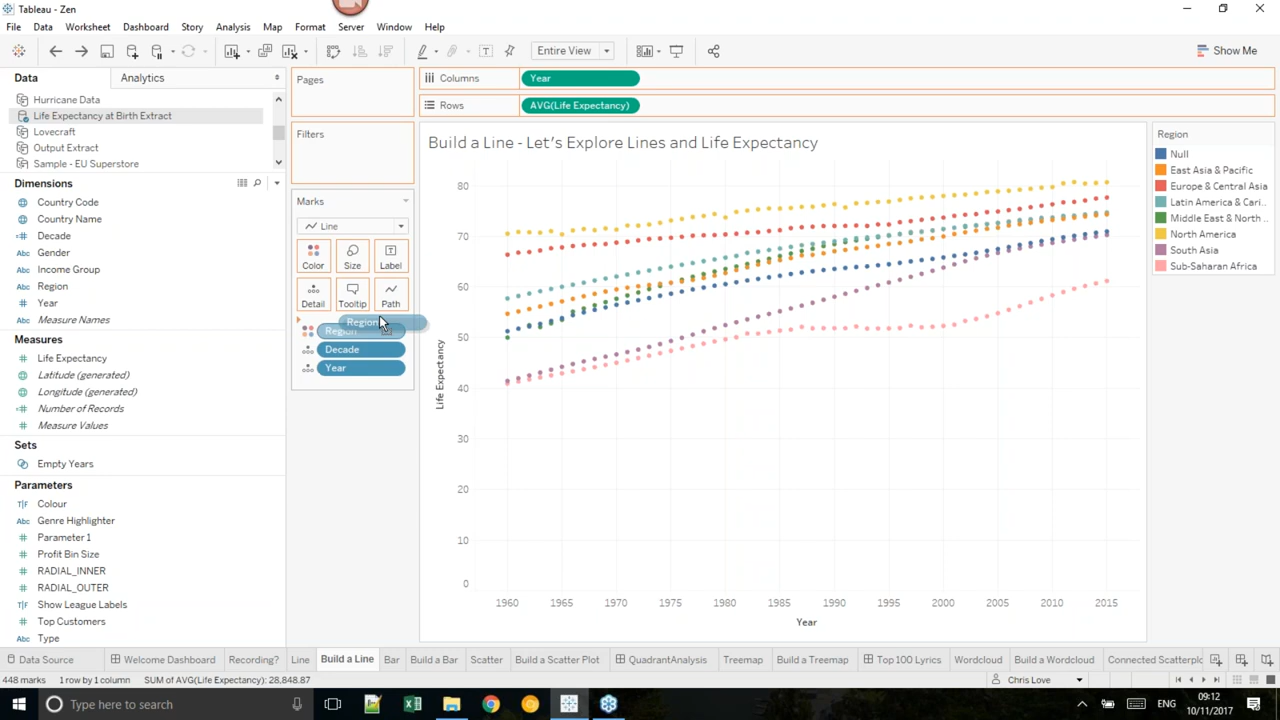 Tableau - Zen
File Data Worksheet Dashboard Story Analysis Map Format Server Window Help
Entire View
Show Me
Data Analytics
Pages
Columns Year
Rows AVG(Life Expectancy)
Hurricane Data
Life Expectancy at Birth Extract
Lovecraft
Output Extract
Sample - EU Superstore
Filters
Dimensions
Country Code
Country Name
Decade
Abc Gender
Abc Income Group
Abc Region
# Year
Abc Measure Names
Measures
# Life Expectancy
Latitude (generated)
Longitude (generated)
Number of Records
# Measure Values
Sets
Empty Years
Parameters
T|F Colour
Abc Genre Highlighter
# Parameter 1
# Profit Bin Size
# RADIAL_INNER
# RADIAL_OUTER
T|F Show League Labels
# Top Customers
Abc Type
Marks
Line
Color Size Label
Detail Tooltip Path
Region
Region
Decade
Year
Build a Line - Let's Explore Lines and Life Expectancy
80
70
60
50
40
30
20
10
0
Life Expectancy
1960 1965 1970 1975 1980 1985 1990 1995 2000 2005 2010 2015
Year
Region
Null
East Asia & Pacific
Europe & Central Asia
Latin America & Cari..
Middle East & North ..
North America
South Asia
Sub-Saharan Africa
Data Source Welcome Dashboard Recording? Line Build a Line Bar Build a Bar Scatter Build a Scatter Plot QuadrantAnalysis Treemap Build a Treemap Top 100 Lyrics Wordcloud Build a Wordcloud Connected Scatterplc
448 marks 1 row by 1 column SUM of AVG(Life Expectancy): 28,848.87 Chris Love
Type here to search
ENG
09:12
10/11/2017